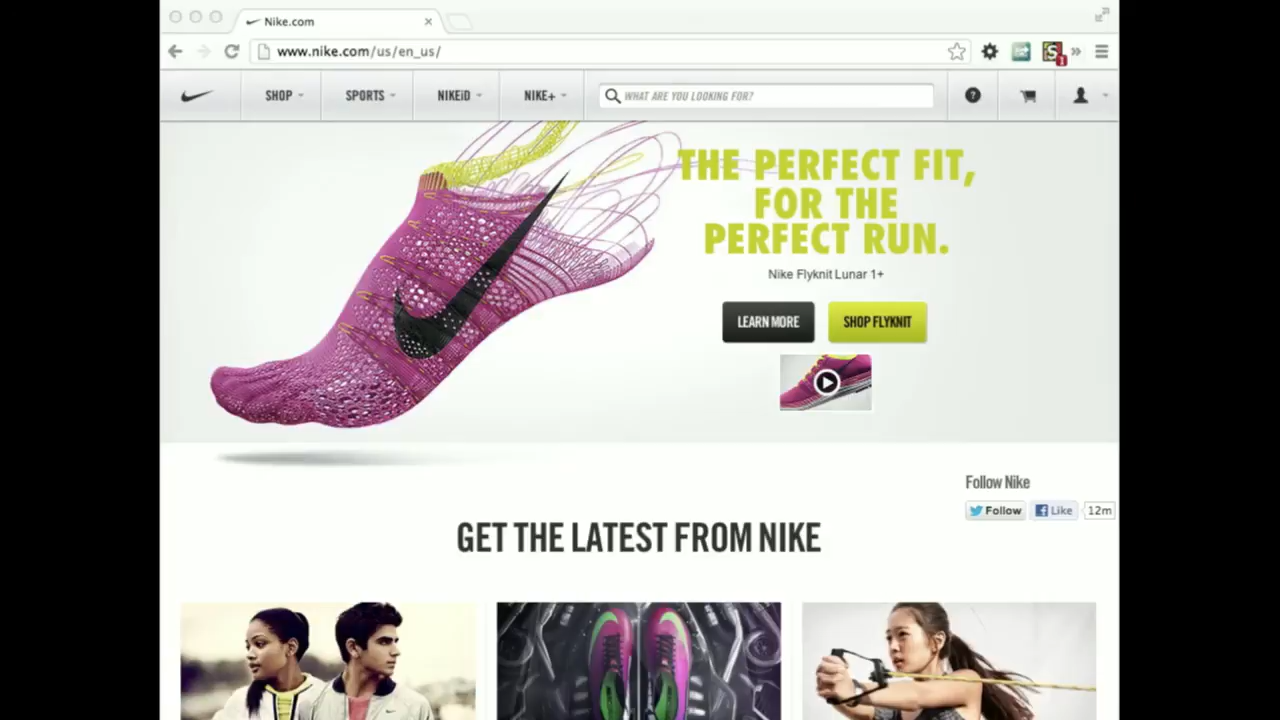 Nike.com
www.nike.com/us/en_us/
S 1
SHOP SPORTS NIKEiD NIKE+ WHAT ARE YOU LOOKING FOR? ?
THE PERFECT FIT,
FOR THE
PERFECT RUN.
Nike Flyknit Lunar 1+
LEARN MORE SHOP FLYKNIT
Follow Nike
Follow Like 12m
GET THE LATEST FROM NIKE